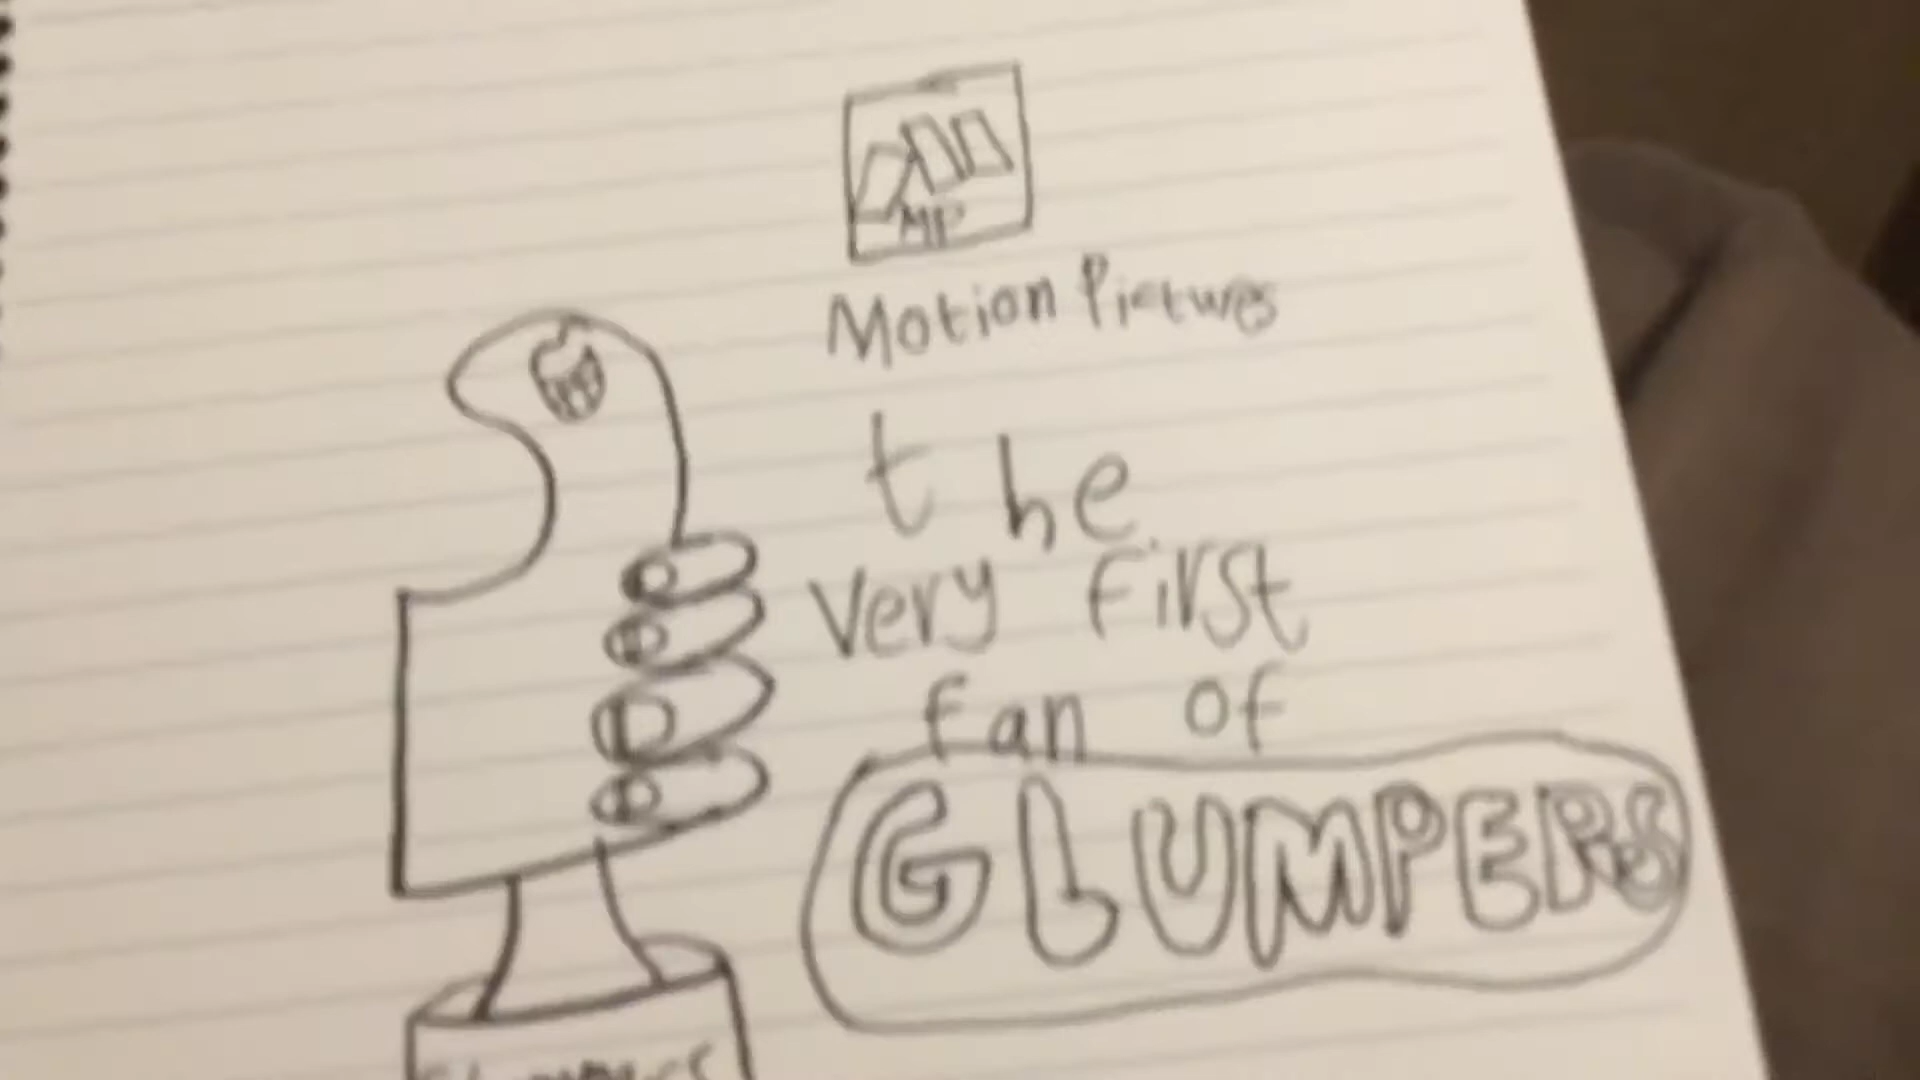 MP
Motion Pictures
the
very first
fan of
GLUMPERS